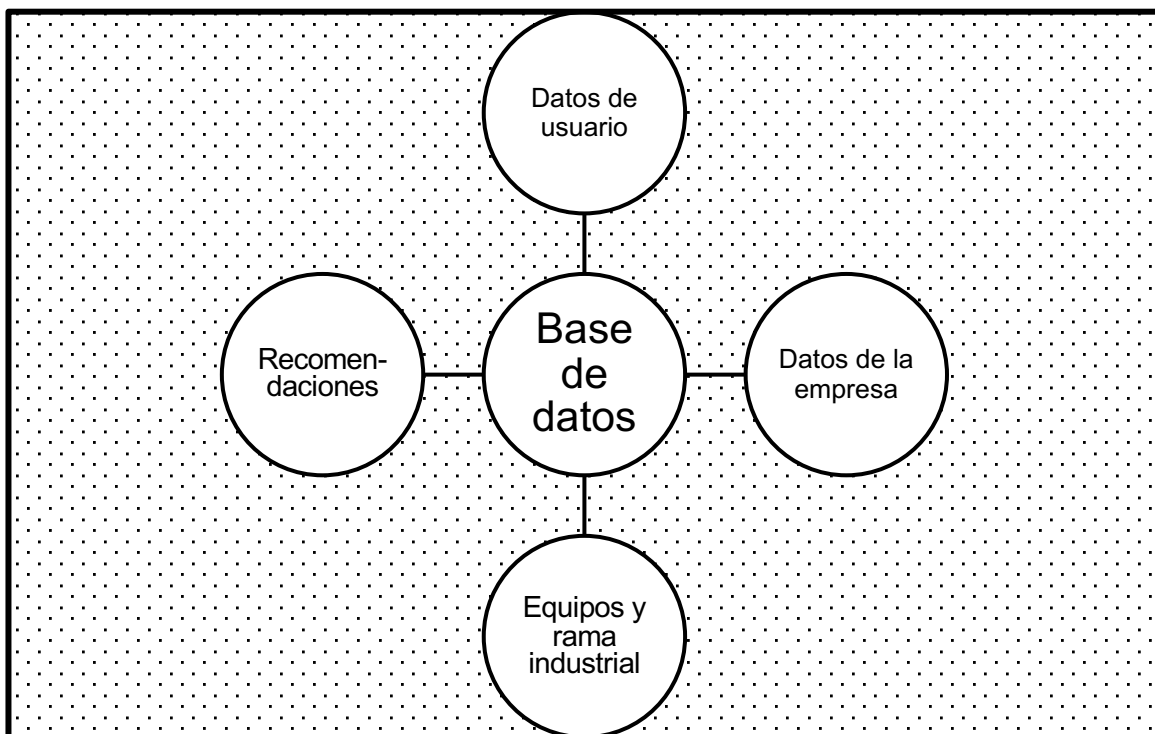 Datos de
usuario
Recomen-
daciones
Base
de
datos
Datos de la
empresa
Equipos y
rama
industrial